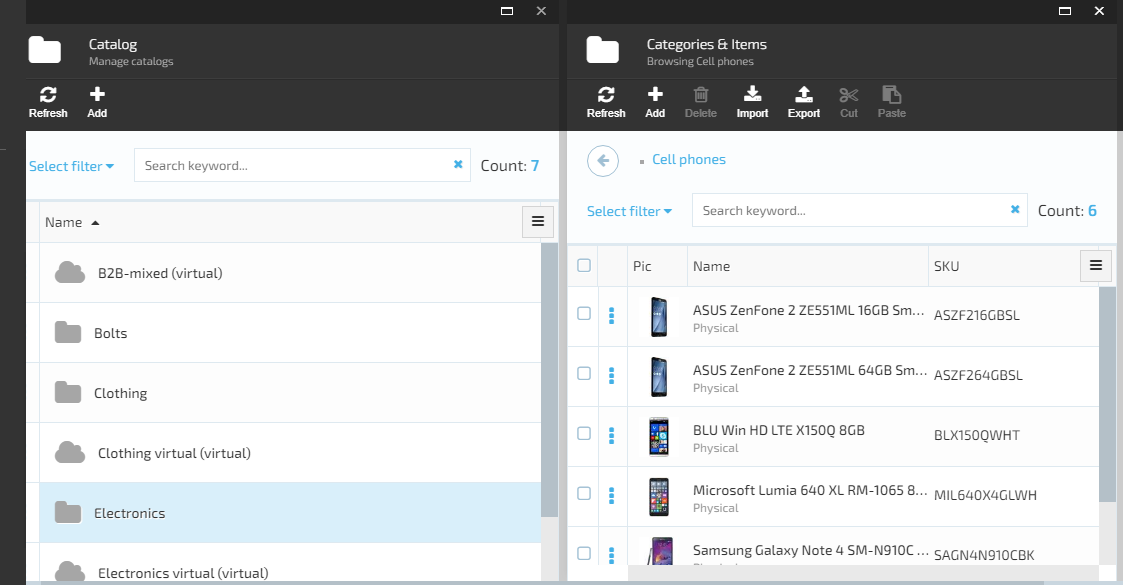 Catalog
Manage catalogs
Refresh
Add
Select filter
Search keyword...
Count: 7
Name
B2B-mixed (virtual)
Bolts
Clothing
Clothing virtual (virtual)
Electronics
Electronics virtual (virtual)
Categories & Items
Browsing Cell phones
Refresh
Add
Delete
Import
Export
Cut
Paste
Cell phones
Select filter
Search keyword...
Count: 6
Pic
Name
SKU
ASUS ZenFone 2 ZE551ML 16GB Sm...
Physical
ASZF216GBSL
ASUS ZenFone 2 ZE551ML 64GB Sm...
Physical
ASZF264GBSL
BLU Win HD LTE X150Q 8GB
Physical
BLX150QWHT
Microsoft Lumia 640 XL RM-1065 8...
Physical
MIL640X4GLWH
Samsung Galaxy Note 4 SM-N910C ...
Physical
SAGN4N910CBK